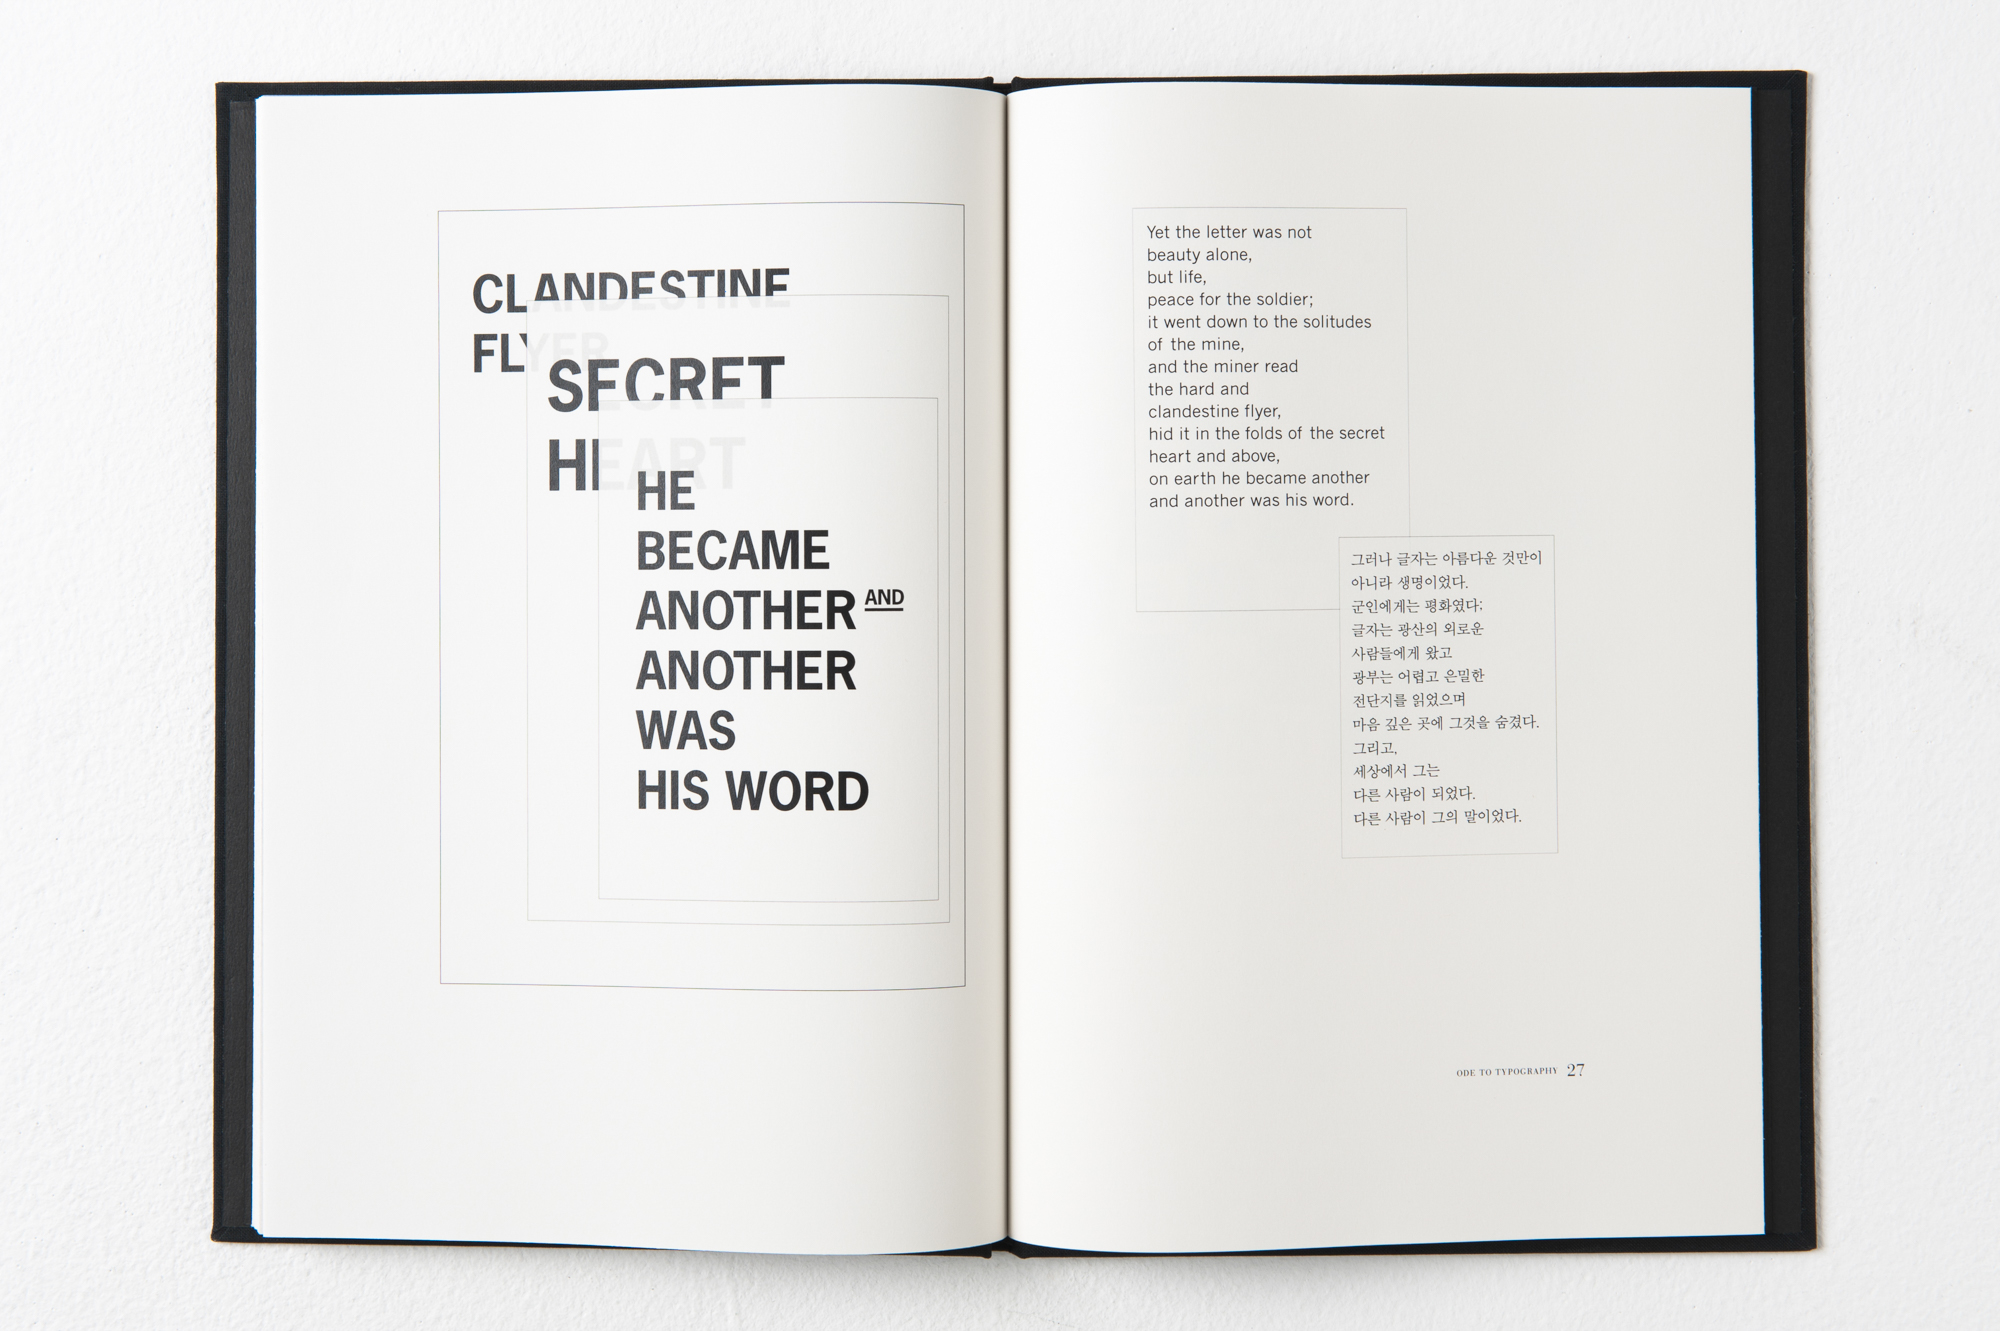 CLANDESTINE
FLYER
SECRET
HEART
HE
BECAME
ANOTHER AND
ANOTHER
WAS
HIS WORD
Yet the letter was not
beauty alone,
but life,
peace for the soldier;
it went down to the solitudes
of the mine,
and the miner read
the hard and
clandestine flyer,
hid it in the folds of the secret
heart and above,
on earth he became another
and another was his word.
그러나 글자는 아름다운 것만이
아니라 생명이었다.
군인에게는 평화였다;
글자는 광산의 외로운
사람들에게 왔고
광부는 어렵고 은밀한
전단지를 읽었으며
마음 깊은 곳에 그것을 숨겼다.
그리고,
세상에서 그는
다른 사람이 되었다.
다른 사람이 그의 말이었다.
ODE TO TYPOGRAPHY 27